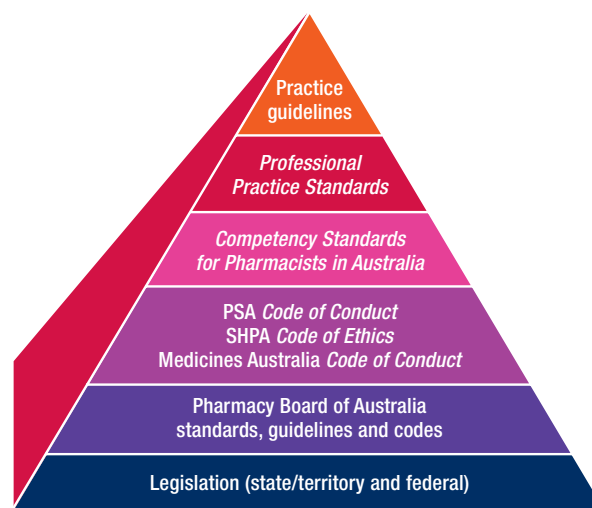 Practice
guidelines
Professional
Practice Standards
Competency Standards
for Pharmacists in Australia
PSA Code of Conduct
SHPA Code of Ethics
Medicines Australia Code of Conduct
Pharmacy Board of Australia
standards, guidelines and codes
Legislation (state/territory and federal)